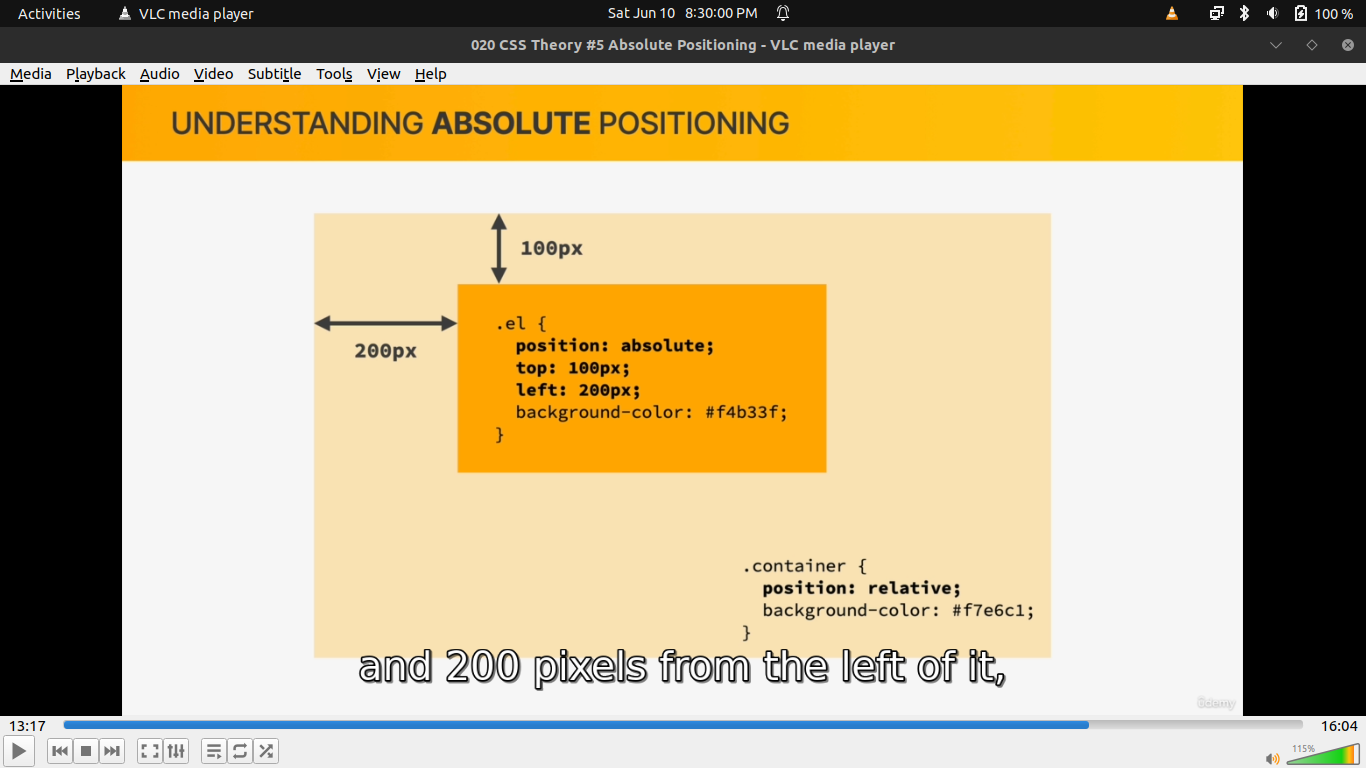 Activities
VLC media player
Sat Jun 10 8:30:00 PM
100 %
020 CSS Theory #5 Absolute Positioning - VLC media player
Media Playback Audio Video Subtitle Tools View Help
UNDERSTANDING ABSOLUTE POSITIONING
100px
200px
.el {
position: absolute;
top: 100px;
left: 200px;
background-color: #f4b33f;
}
.container {
position: relative;
background-color: #f7e6c1;
}
and 200 pixels from the left of it,
ûdemy
13:17
16:04
115%